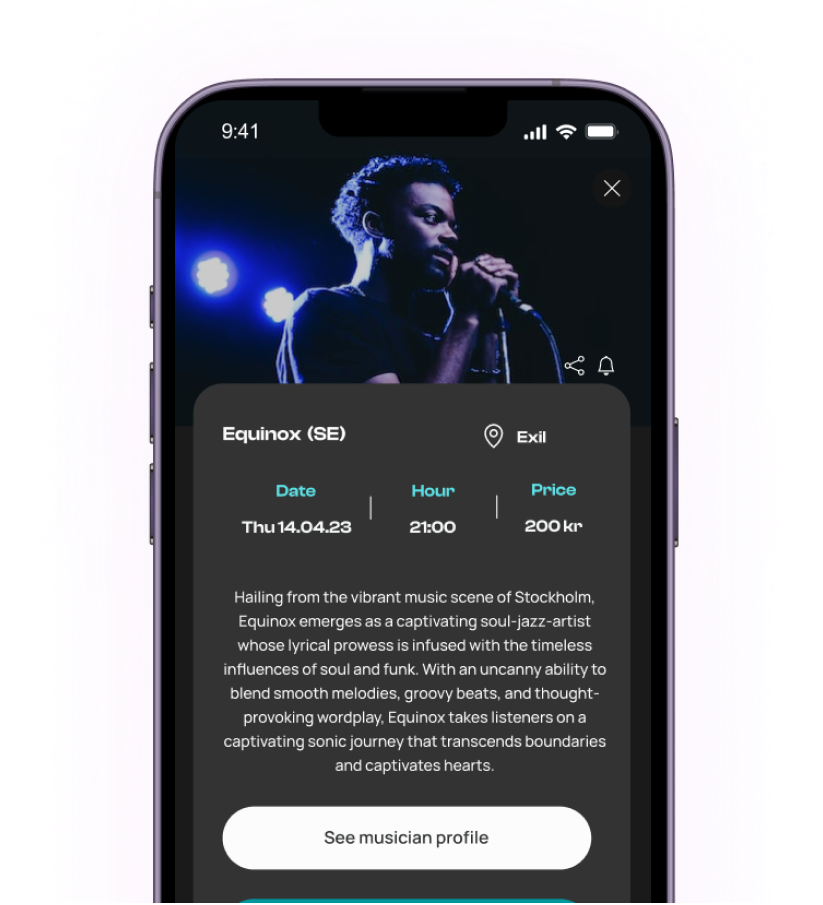 9:41
Equinox (SE)
Exil
Date
Hour
Price
Thu 14.04.23
21:00
200 kr
Hailing from the vibrant music scene of Stockholm,
Equinox emerges as a captivating soul-jazz-artist
whose lyrical prowess is infused with the timeless
influences of soul and funk. With an uncanny ability to
blend smooth melodies, groovy beats, and thought-
provoking wordplay, Equinox takes listeners on a
captivating sonic journey that transcends boundaries
and captivates hearts.
See musician profile